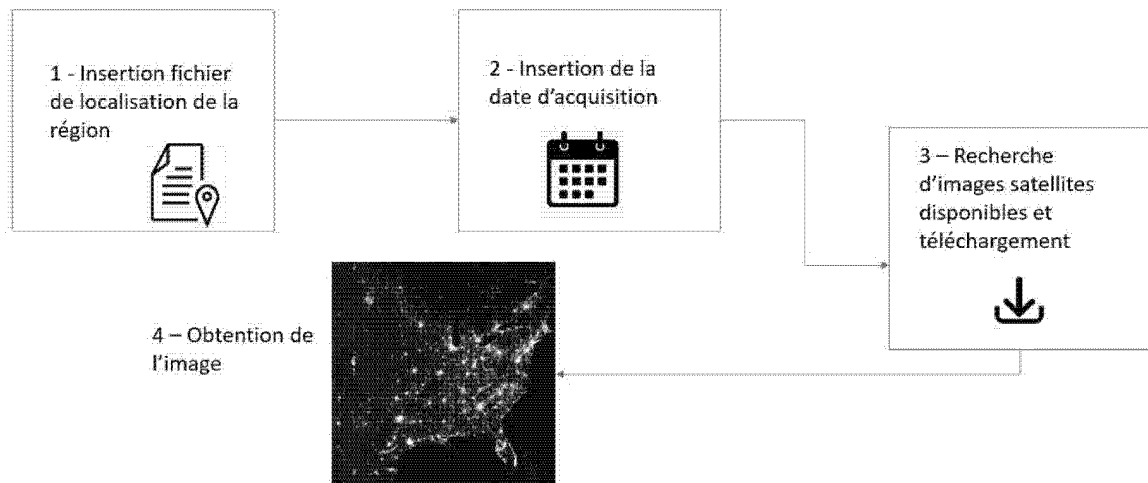 1 - Insertion fichier
de localisation de la
région
2 - Insertion de la
date d'acquisition
3 – Recherche
d'images satellites
disponibles et
téléchargement
4 – Obtention de
l'image